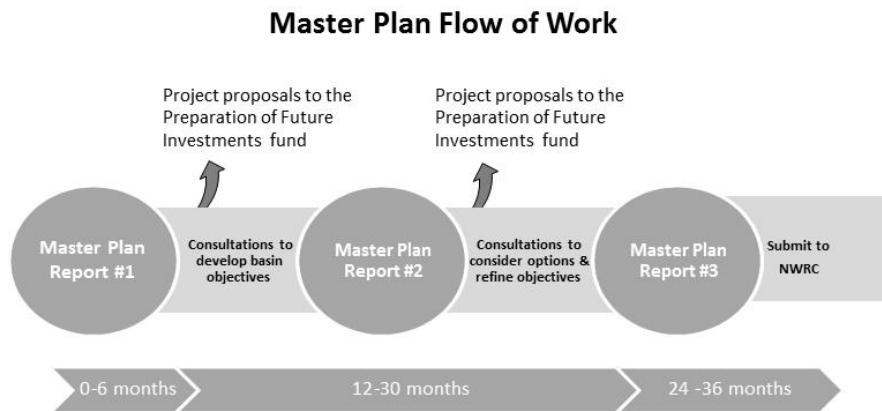 Master Plan Flow of Work
Project proposals to the
Preparation of Future
Investments fund
Project proposals to the
Preparation of Future
Investments fund
Master Plan
Report #1
Consultations to
develop basin
objectives
Master Plan
Report #2
Consultations to
consider options &
refine objectives
Master Plan
Report #3
Submit to
NWRC
0-6 months
12-30 months
24 -36 months